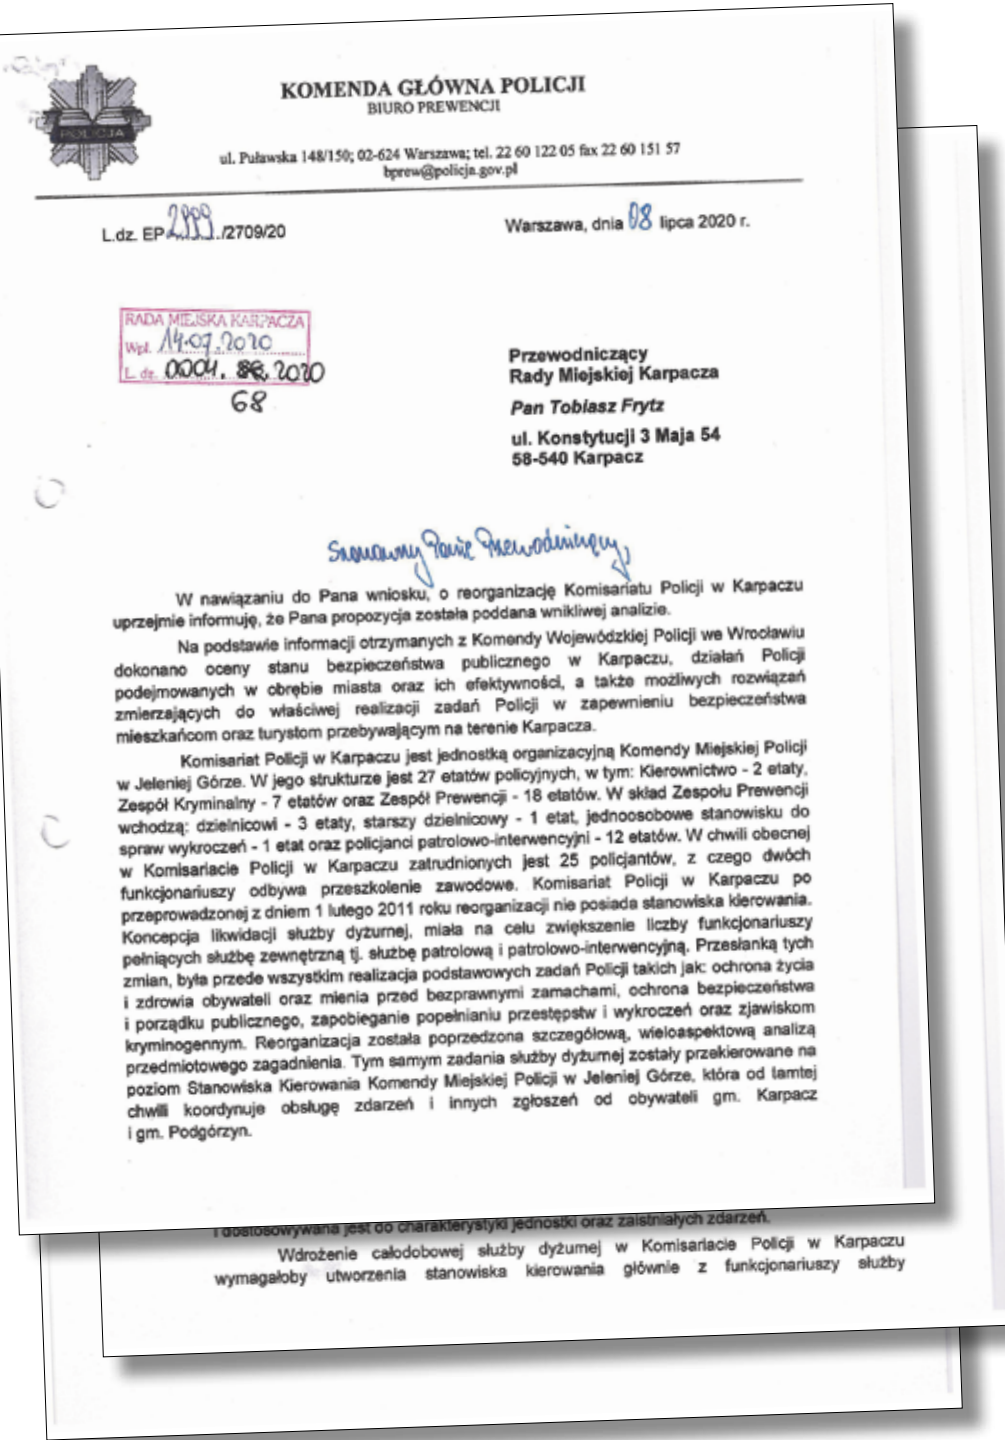 POLICJA
KOMENDA GŁÓWNA POLICJI
BIURO PREWENCJI
ul. Puławska 148/150; 02-624 Warszawa; tel. 22 60 122 05 fax 22 60 151 57
bprew@policja.gov.pl
L.dz. EP 2999/2709/20
Warszawa, dnia 08 lipca 2020 r.
RADA MIEJSKA KARPACZA
Wpł. 14.07.2020
L. dz. 0004. 2020
68
Przewodniczący
Rady Miejskiej Karpacza
Pan Tobiasz Frytz
ul. Konstytucji 3 Maja 54
58-540 Karpacz
Szanowny Panie Przewodniczący,
W nawiązaniu do Pana wniosku, o reorganizację Komisariatu Policji w Karpaczu
uprzejmie informuję, że Pana propozycja została poddana wnikliwej analizie.
Na podstawie informacji otrzymanych z Komendy Wojewódzkiej Policji we Wrocławiu
dokonano oceny stanu bezpieczeństwa publicznego w Karpaczu, działań Policji
podejmowanych w obrębie miasta oraz ich efektywności, a także możliwych rozwiązań
zmierzających do właściwej realizacji zadań Policji w zapewnieniu bezpieczeństwa
mieszkańcom oraz turystom przebywającym na terenie Karpacza.
Komisariat Policji w Karpaczu jest jednostką organizacyjną Komendy Miejskiej Policji
w Jeleniej Górze. W jego strukturze jest 27 etatów policyjnych, w tym: Kierownictwo - 2 etaty,
Zespół Kryminalny - 7 etatów oraz Zespół Prewencji - 18 etatów. W skład Zespołu Prewencji
wchodzą: dzielnicowi - 3 etaty, starszy dzielnicowy - 1 etat, jednoosobowe stanowisku do
spraw wykroczeń - 1 etat oraz policjanci patrolowo-interwencyjni - 12 etatów. W chwili obecnej
w Komisariacie Policji w Karpaczu zatrudnionych jest 25 policjantów, z czego dwóch
funkcjonariuszy odbywa przeszkolenie zawodowe. Komisariat Policji w Karpaczu po
przeprowadzonej z dniem 1 lutego 2011 roku reorganizacji nie posiada stanowiska kierowania.
Koncepcja likwidacji służby dyżurnej, miała na celu zwiększenie liczby funkcjonariuszy
pełniących służbę zewnętrzną tj. służbę patrolową i patrolowo-interwencyjną. Przesłanką tych
zmian, była przede wszystkim realizacja podstawowych zadań Policji takich jak: ochrona życia
i zdrowia obywateli oraz mienia przed bezprawnymi zamachami, ochrona bezpieczeństwa
i porządku publicznego, zapobieganie popełnianiu przestępstw i wykroczeń oraz zjawiskom
kryminogennym. Reorganizacja została poprzedzona szczegółową, wieloaspektową analizą
przedmiotowego zagadnienia. Tym samym zadania służby dyżurnej zostały przekierowane na
poziom Stanowiska Kierowania Komendy Miejskiej Policji w Jeleniej Górze, która od tamtej
chwili koordynuje obsługę zdarzeń i innych zgłoszeń od obywateli gm. Karpacz
i gm. Podgórzyn.
i dostosowywana jest do charakterystyki jednostki oraz zaistniałych zdarzeń.
Wdrożenie całodobowej służby dyżurnej w Komisariacie Policji w Karpaczu
wymagałoby utworzenia stanowiska kierowania głównie z funkcjonariuszy służby